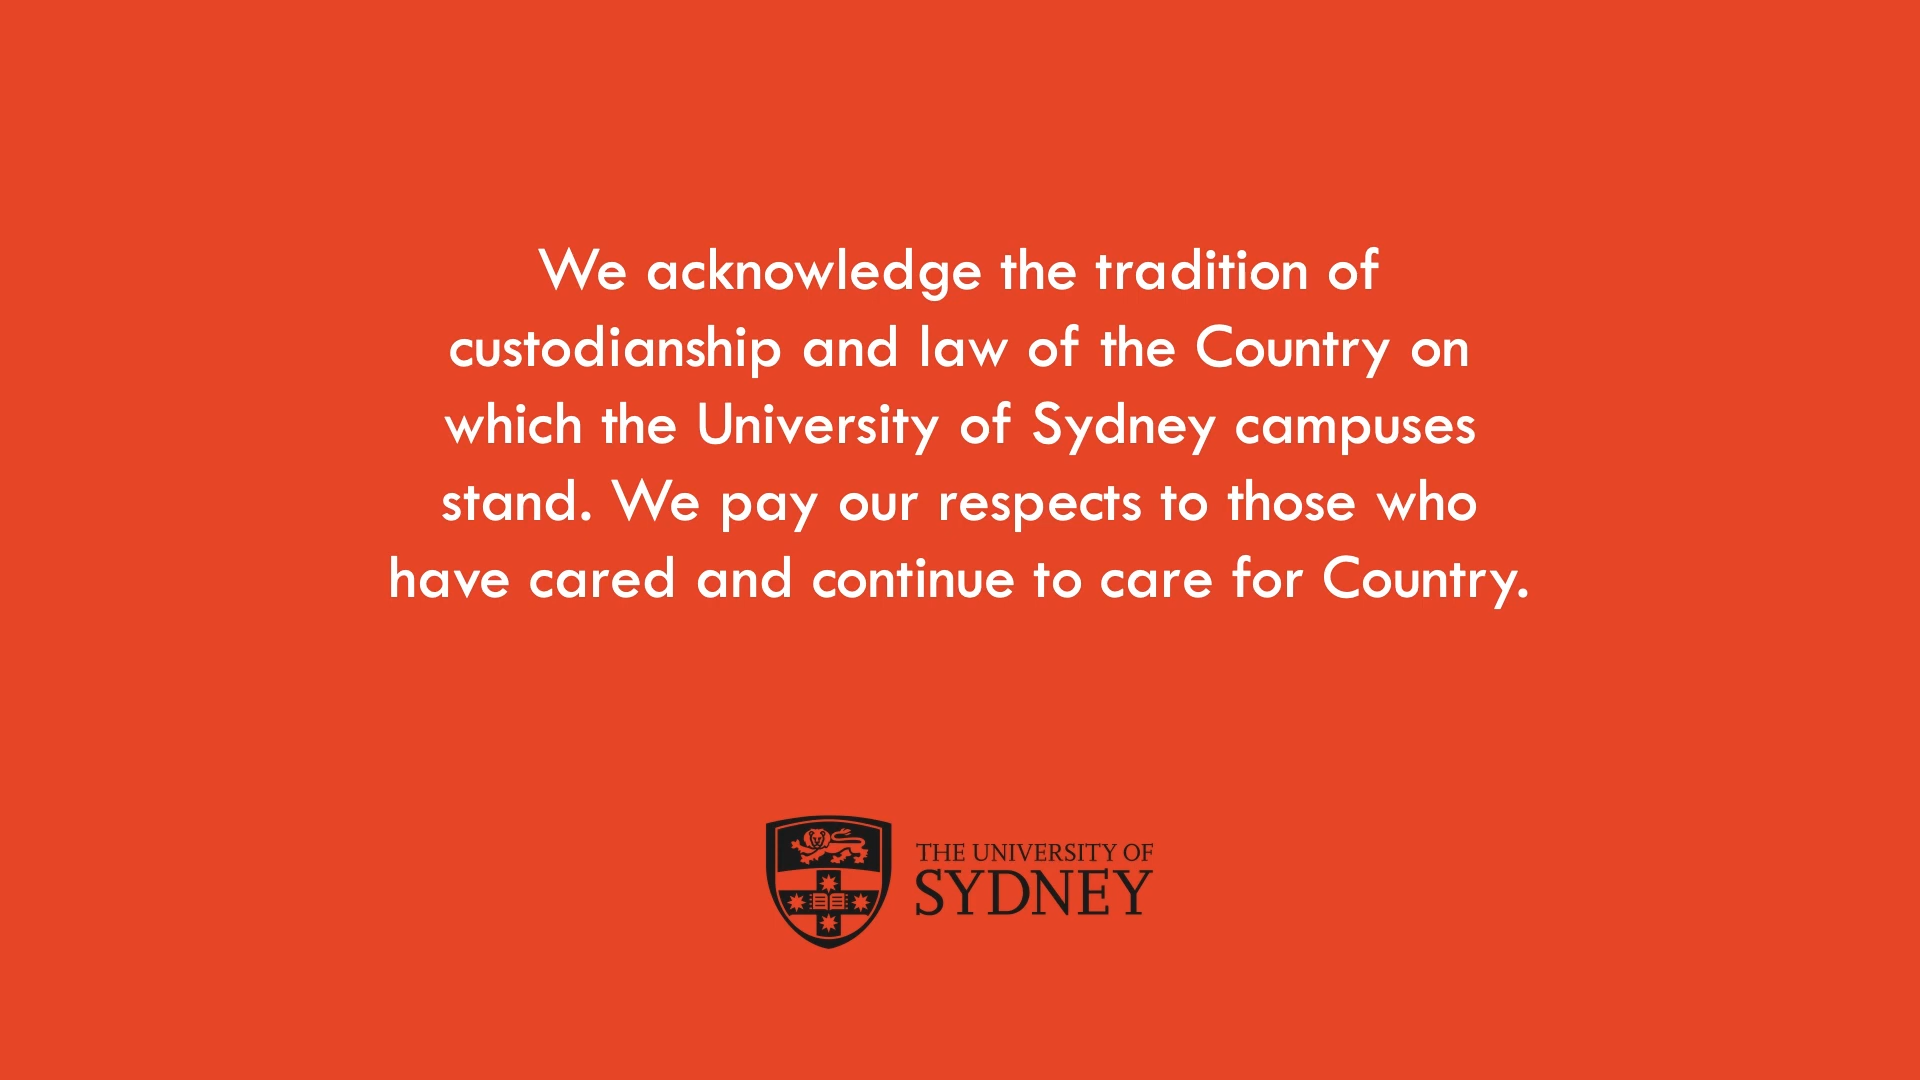 We acknowledge the tradition of
custodianship and law of the Country on
which the University of Sydney campuses
stand. We pay our respects to those who
have cared and continue to care for Country.
THE UNIVERSITY OF
SYDNEY